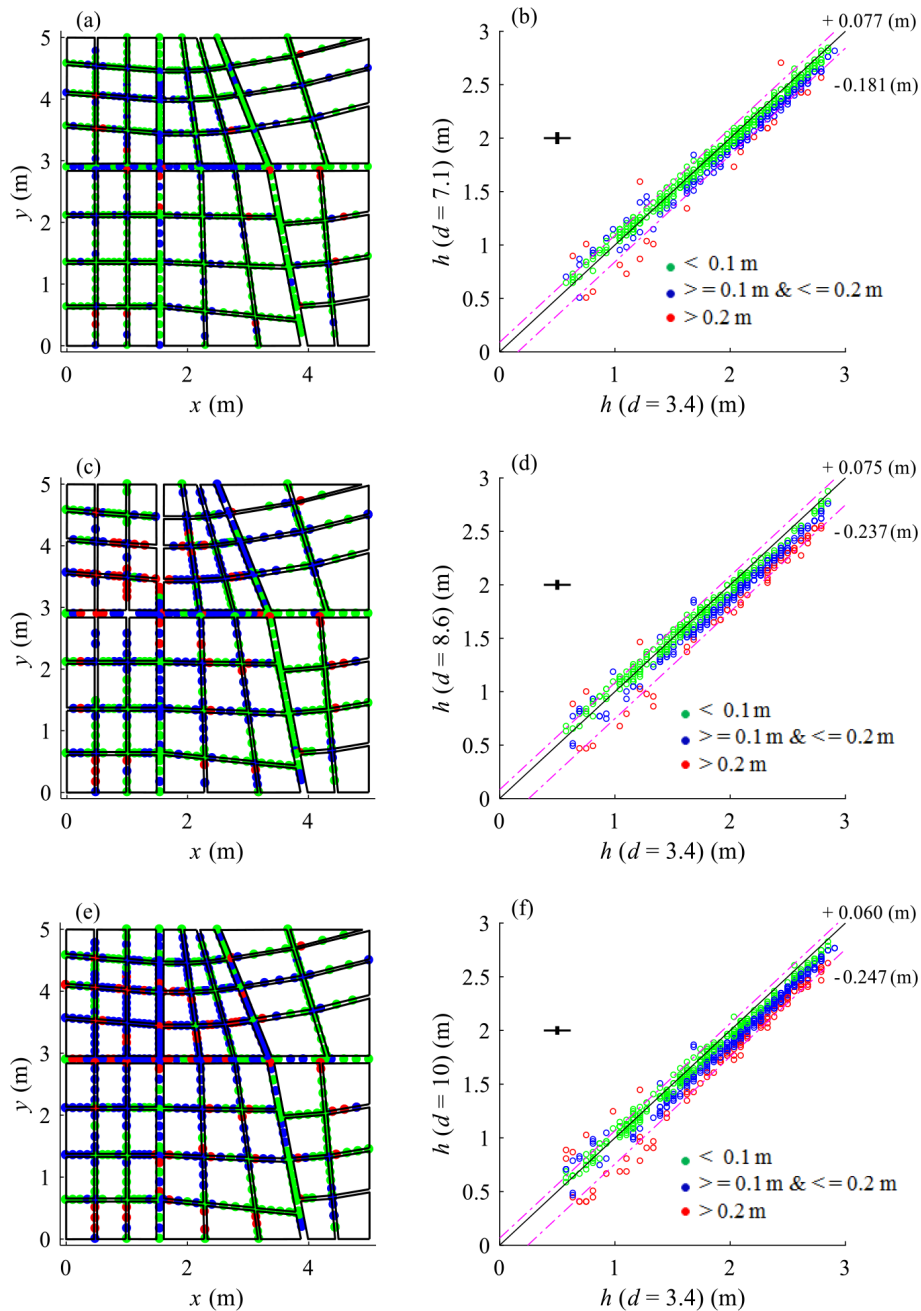 (a)
5
4
3
2
1
0
y (m)
0
2
4
x (m)
(b)
+ 0.077 (m)
-0.181 (m)
3
2.5
2
1.5
1
0.5
0
h (d = 7.1) (m)
< 0.1 m
> = 0.1 m & < = 0.2 m
> 0.2 m
0
1
2
3
h (d = 3.4) (m)
(c)
5
4
3
2
1
0
y (m)
0
2
4
x (m)
(d)
+ 0.075 (m)
-0.237 (m)
3
2.5
2
1.5
1
0.5
0
h (d = 8.6) (m)
< 0.1 m
> = 0.1 m & < = 0.2 m
> 0.2 m
0
1
2
3
h (d = 3.4) (m)
(e)
5
4
3
2
1
0
y (m)
0
2
4
x (m)
(f)
+ 0.060 (m)
-0.247 (m)
3
2.5
2
1.5
1
0.5
0
h (d = 10) (m)
< 0.1 m
> = 0.1 m & < = 0.2 m
> 0.2 m
0
1
2
3
h (d = 3.4) (m)